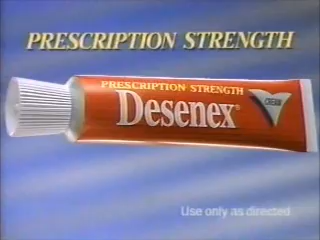 PRESCRIPTION STRENGTH
PRESCRIPTION STRENGTH
Desenex®
CREAM
Use only as directed